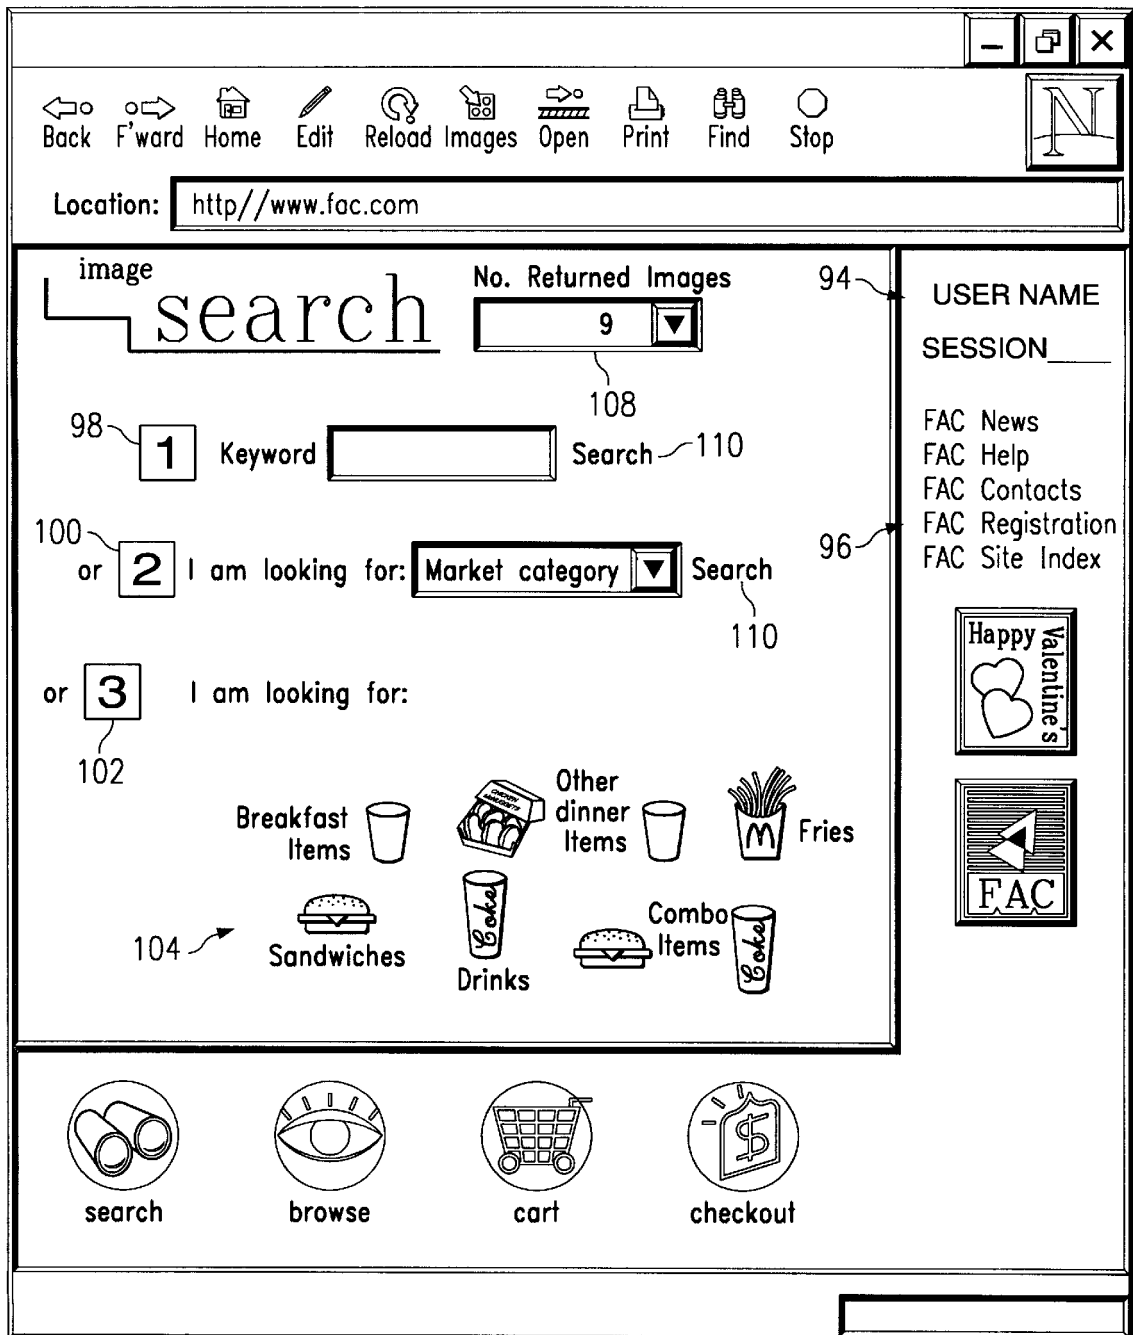 Back F'ward Home Edit Reload Images Open Print Find Stop
N
Location: http//www.fac.com
image
search
No. Returned Images
9
108
94
USER NAME
SESSION____
98
1 Keyword Search 110
FAC News
FAC Help
FAC Contacts
FAC Registration
FAC Site Index
96
100
or 2 I am looking for: Market category Search
110
or 3 I am looking for:
102
Happy Valentine's
Breakfast
Items
CHICKEN
Other
dinner
Items
M
Fries
FAC
104
Sandwiches
Coke
Drinks
Combo
Items
Coke
search browse cart checkout
$